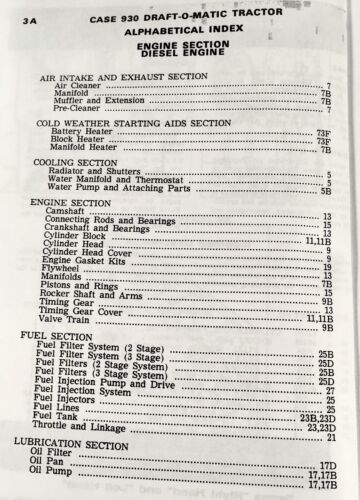 3A
CASE 930 DRAFT-O-MATIC TRACTOR
ALPHABETICAL INDEX
ENGINE SECTION
DIESEL ENGINE
AIR INTAKE AND EXHAUST SECTION
Air Cleaner ........ 7
Manifold ........ 7B
Muffler and Extension ........ 7B
Pre-Cleaner ........ 7
COLD WEATHER STARTING AIDS SECTION
Battery Heater ........ 73F
Block Heater ........ 73F
Manifold Heater ........ 7B
COOLING SECTION
Radiator and Shutters ........ 5
Water Manifold and Thermostat ........ 5
Water Pump and Attaching Parts ........ 5B
ENGINE SECTION
Camshaft ........ 13
Connecting Rods and Bearings ........ 15
Crankshaft and Bearings ........ 13
Cylinder Block ........ 11,11B
Cylinder Head ........ 9
Cylinder Head Cover ........ 9
Engine Gasket Kits ........ 19
Flywheel ........ 13
Manifolds ........ 7B
Pistons and Rings ........ 15
Rocker Shaft and Arms ........ 9B
Timing Gear ........ 13
Timing Gear Cover ........ 11,11B
Valve Train ........ 9B
FUEL SECTION
Fuel Filter System (2 Stage) ........ 25B
Fuel Filter System (3 Stage) ........ 25D
Fuel Filters (2 Stage System) ........ 25B
Fuel Filters (3 Stage System) ........ 25D
Fuel Injection Pump and Drive ........ 27
Fuel Injection System ........ 25
Fuel Injectors ........ 25
Fuel Lines ........ 23B,23D
Fuel Tank ........ 23,23D
Throttle and Linkage ........ 21
LUBRICATION SECTION
Oil Filter ........ 17D
Oil Pan ........ 17,17B
Oil Pump ........ 17,17B